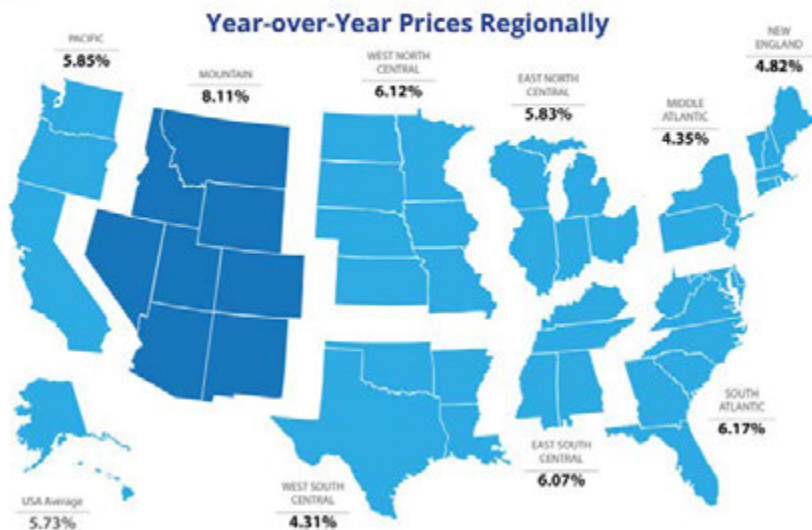 Year-over-Year Prices Regionally
PACIFIC
5.85%
MOUNTAIN
8.11%
WEST NORTH
CENTRAL
6.12%
EAST NORTH
CENTRAL
5.83%
MIDDLE
ATLANTIC
4.35%
NEW
ENGLAND
4.82%
USA Average
5.73%
WEST SOUTH
CENTRAL
4.31%
EAST SOUTH
CENTRAL
6.07%
SOUTH
ATLANTIC
6.17%